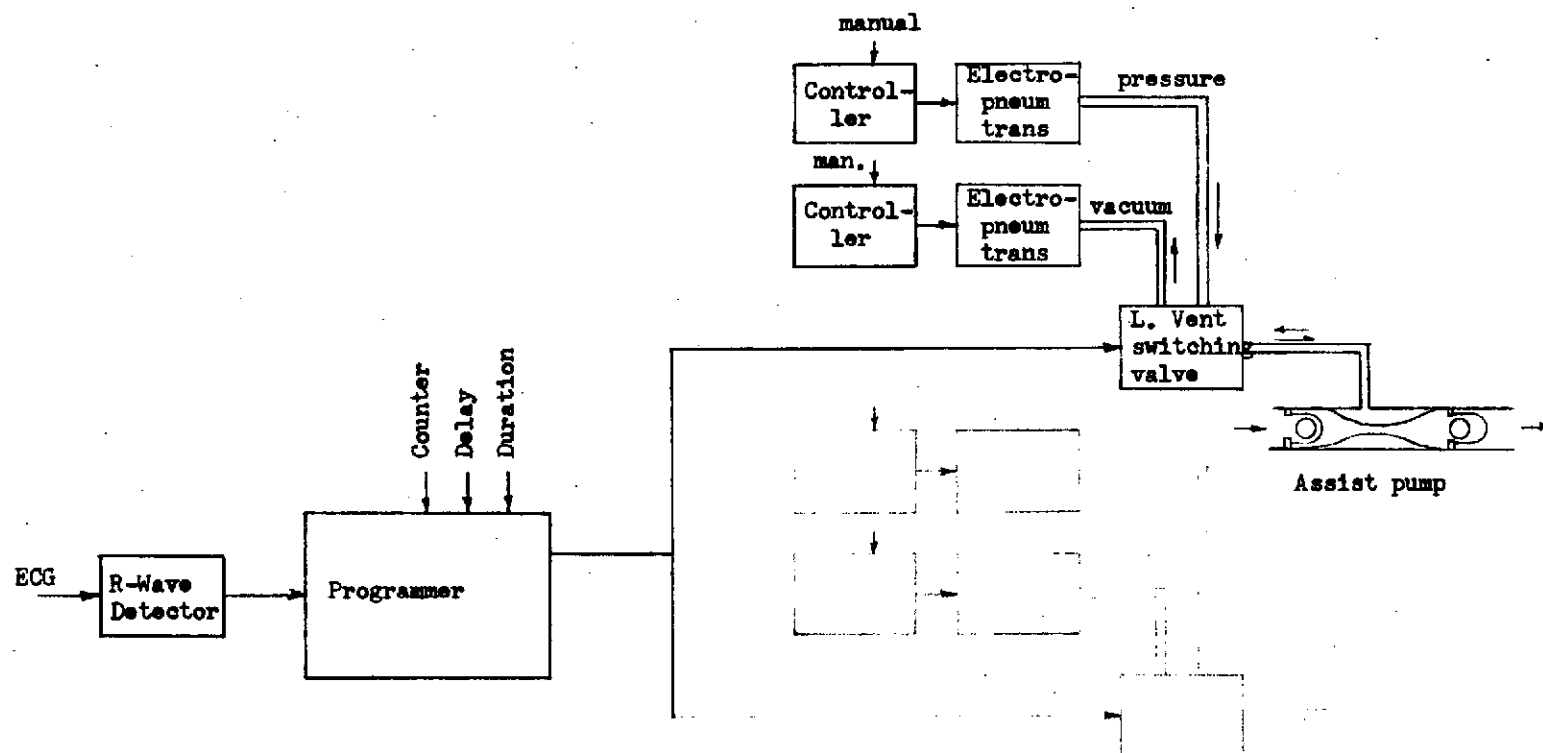 manual
Control-
ler
Electro-
pneum
trans
pressure
man.
Control-
ler
Electro-
pneum
trans
vacuum
L. Vent
switching
valve
Assist pump
Counter
Delay
Duration
ECG
R-Wave
Detector
Programmer